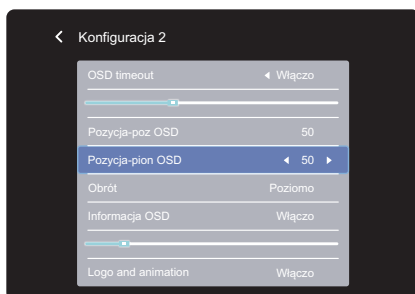 Konfiguracja 2
OSD timeout Włączo
Pozycja-poz OSD 50
Pozycja-pion OSD 50
Obrót Poziomo
Informacja OSD Włączo
Logo and animation Włączo